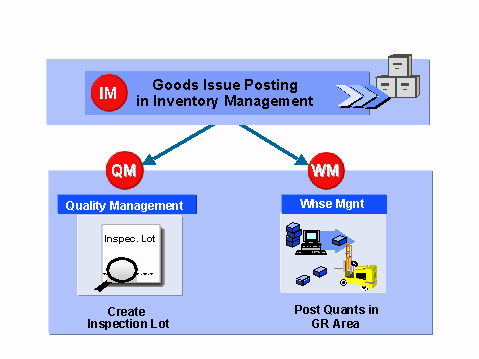 IM
Goods Issue Posting
in Inventory Management
QM
WM
Quality Management
Whse Mgnt
Inspec. Lot
Create
Inspection Lot
Post Quants in
GR Area